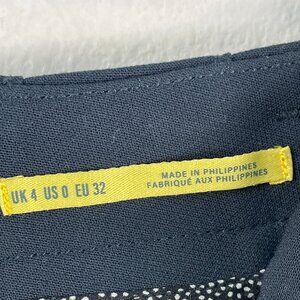 UK 4 US 0 EU 32
MADE IN PHILIPPINES
FABRIQUÉ AUX PHILIPPINES